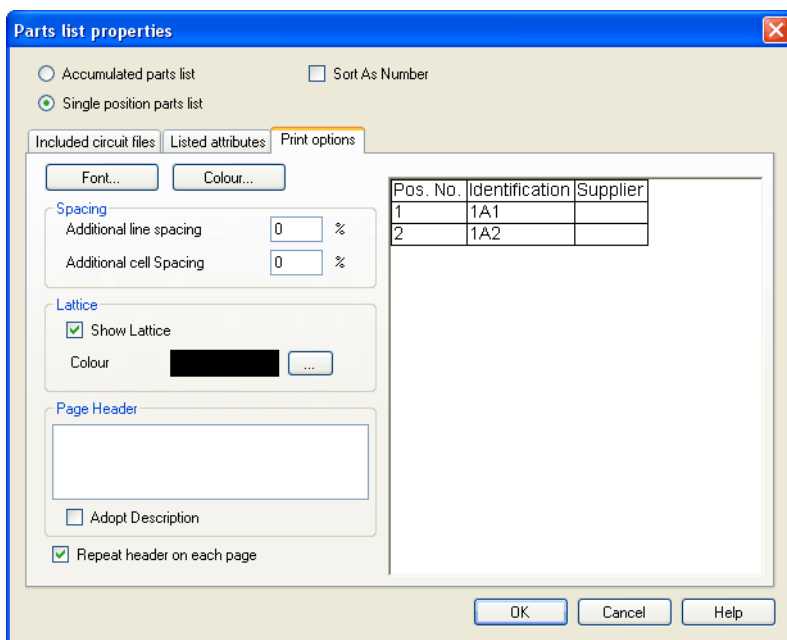 Parts list properties
Accumulated parts list
Sort As Number
Single position parts list
Included circuit files
Listed attributes
Print options
Font...
Colour...
Spacing
Additional line spacing
0
%
Additional cell Spacing
0
%
Lattice
Show Lattice
Colour
...
Page Header
Adopt Description
Repeat header on each page
Pos. No. Identification Supplier
1 1A1
2 1A2
OK
Cancel
Help